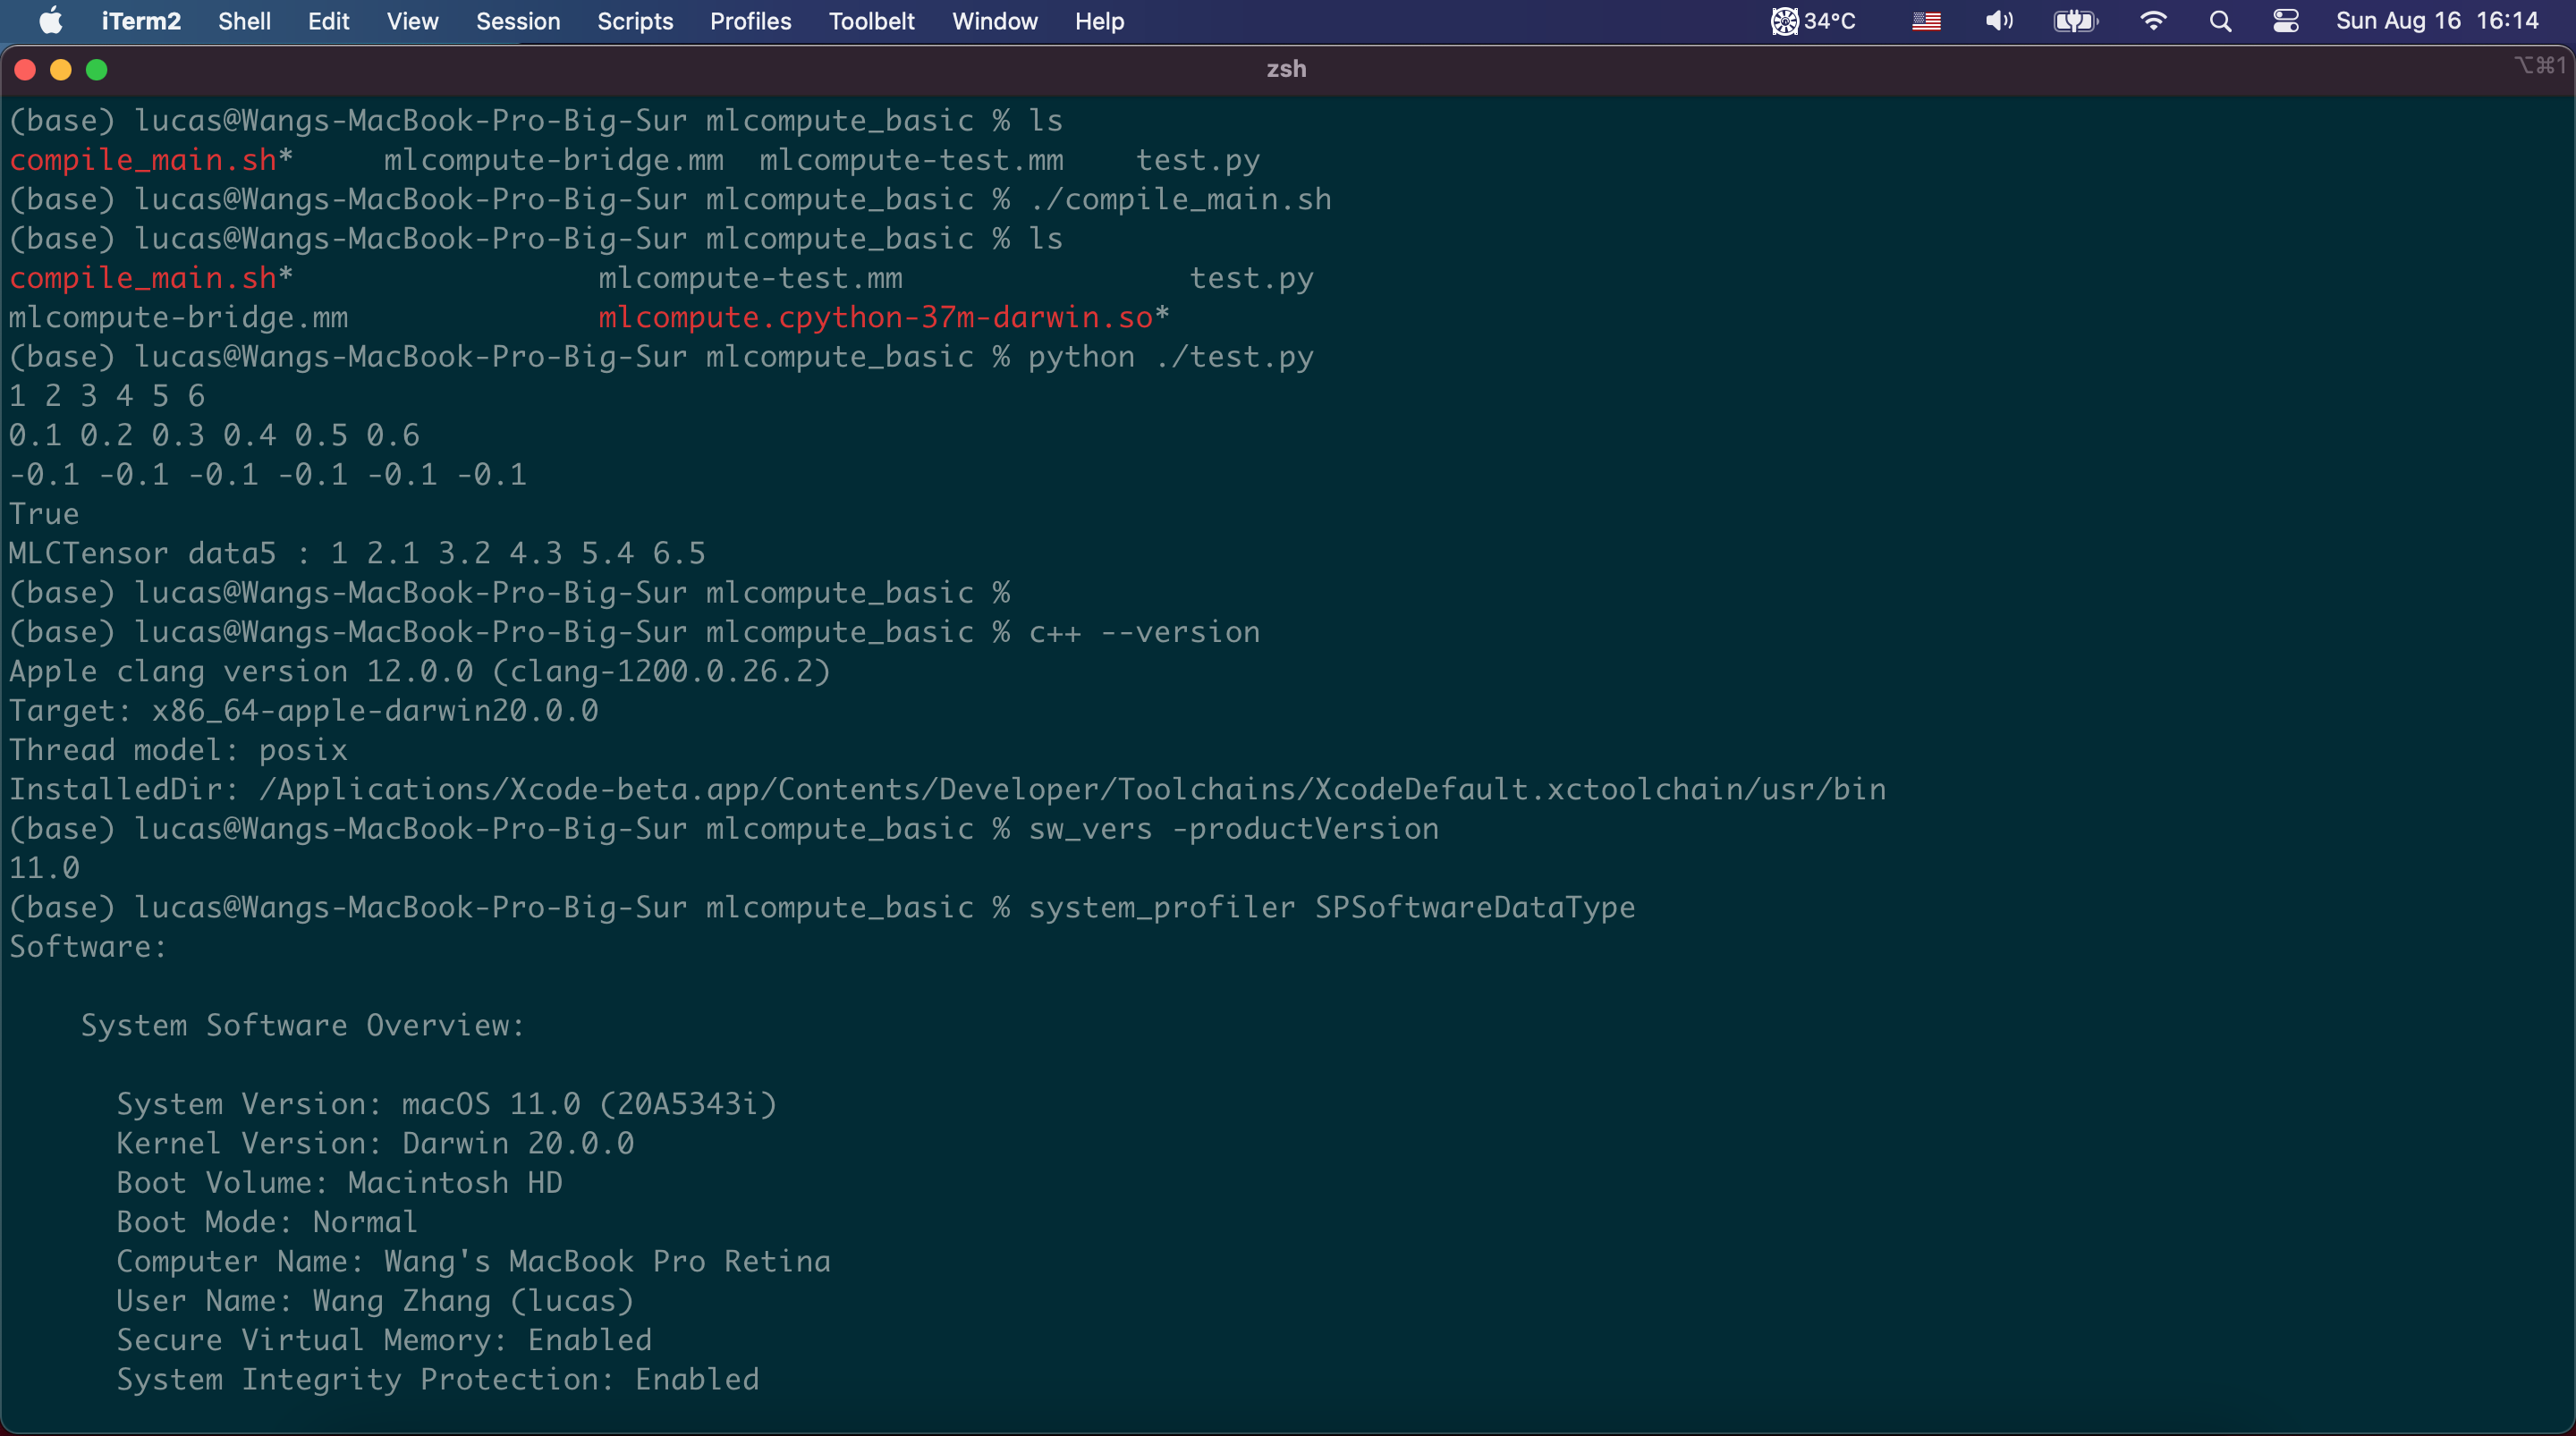 iTerm2 Shell Edit View Session Scripts Profiles Toolbelt Window Help 34°C Sun Aug 16 16:14
zsh ⌥⌘1
(base) lucas@Wangs-MacBook-Pro-Big-Sur mlcompute_basic % ls
compile_main.sh* mlcompute-bridge.mm mlcompute-test.mm test.py
(base) lucas@Wangs-MacBook-Pro-Big-Sur mlcompute_basic % ./compile_main.sh
(base) lucas@Wangs-MacBook-Pro-Big-Sur mlcompute_basic % ls
compile_main.sh* mlcompute-test.mm test.py
mlcompute-bridge.mm mlcompute.cpython-37m-darwin.so*
(base) lucas@Wangs-MacBook-Pro-Big-Sur mlcompute_basic % python ./test.py
1 2 3 4 5 6
0.1 0.2 0.3 0.4 0.5 0.6
-0.1 -0.1 -0.1 -0.1 -0.1 -0.1
True
MLCTensor data5 : 1 2.1 3.2 4.3 5.4 6.5
(base) lucas@Wangs-MacBook-Pro-Big-Sur mlcompute_basic %
(base) lucas@Wangs-MacBook-Pro-Big-Sur mlcompute_basic % c++ --version
Apple clang version 12.0.0 (clang-1200.0.26.2)
Target: x86_64-apple-darwin20.0.0
Thread model: posix
InstalledDir: /Applications/Xcode-beta.app/Contents/Developer/Toolchains/XcodeDefault.xctoolchain/usr/bin
(base) lucas@Wangs-MacBook-Pro-Big-Sur mlcompute_basic % sw_vers -productVersion
11.0
(base) lucas@Wangs-MacBook-Pro-Big-Sur mlcompute_basic % system_profiler SPSoftwareDataType
Software:
System Software Overview:
System Version: macOS 11.0 (20A5343i)
Kernel Version: Darwin 20.0.0
Boot Volume: Macintosh HD
Boot Mode: Normal
Computer Name: Wang's MacBook Pro Retina
User Name: Wang Zhang (lucas)
Secure Virtual Memory: Enabled
System Integrity Protection: Enabled